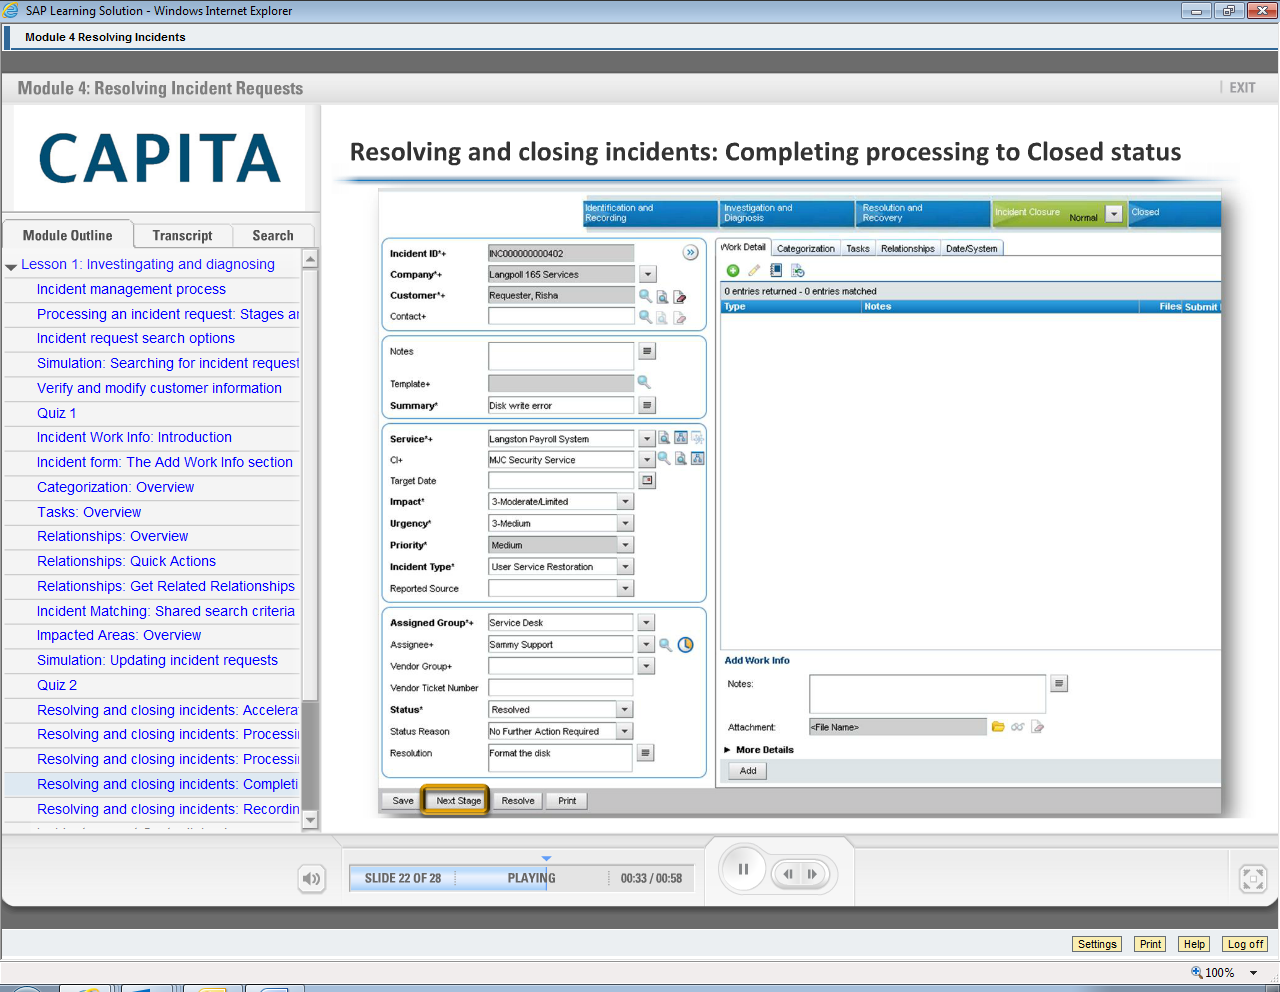 SAP Learning Solution - Windows Internet Explorer
Module 4 Resolving Incidents
Module 4: Resolving Incident Requests
EXIT
CAPITA
Module Outline
Transcript
Search
Lesson 1: Investingating and diagnosing
Incident management process
Processing an incident request: Stages ar
Incident request search options
Simulation: Searching for incident request
Verify and modify customer information
Quiz 1
Incident Work Info: Introduction
Incident form: The Add Work Info section
Categorization: Overview
Tasks: Overview
Relationships: Overview
Relationships: Quick Actions
Relationships: Get Related Relationships
Incident Matching: Shared search criteria
Impacted Areas: Overview
Simulation: Updating incident requests
Quiz 2
Resolving and closing incidents: Accelera
Resolving and closing incidents: Processi
Resolving and closing incidents: Processi
Resolving and closing incidents: Completi
Resolving and closing incidents: Recordin
Resolving and closing incidents: Completing processing to Closed status
Identification and
Recording
Investigation and
Diagnosis
Resolution and
Recovery
Incident Closure
Normal
Closed
Incident ID*+
INC000000000402
Company*+
Langpoll 165 Services
Customer*+
Requester, Risha
Contact+
Notes
Template+
Summary*
Disk write error
Service*+
Langston Payroll System
CI+
MJC Security Service
Target Date
Impact*
3-Moderate/Limited
Urgency*
3-Medium
Priority*
Medium
Incident Type*
User Service Restoration
Reported Source
Assigned Group*+
Service Desk
Assignee+
Sammy Support
Vendor Group+
Vendor Ticket Number
Status*
Resolved
Status Reason
No Further Action Required
Resolution
Format the disk
Save
Next Stage
Resolve
Print
Work Detail
Categorization
Tasks
Relationships
Date/System
0 entries returned - 0 entries matched
Type
Notes
Files
Submit
Add Work Info
Notes:
Attachment:
<File Name>
More Details
Add
SLIDE 22 OF 28
PLAYING
00:33 / 00:58
Settings
Print
Help
Log off
100%